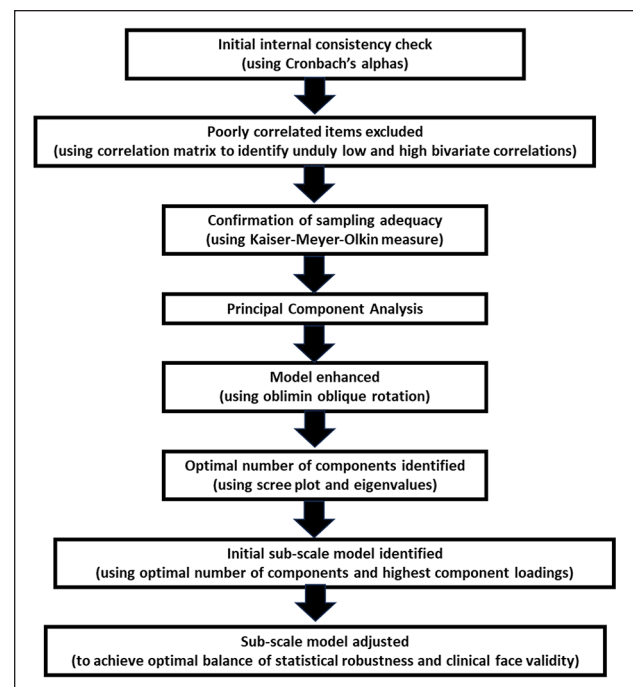 Initial internal consistency check
(using Cronbach's alphas)
Poorly correlated items excluded
(using correlation matrix to identify unduly low and high bivariate correlations)
Confirmation of sampling adequacy
(using Kaiser-Meyer-Olkin measure)
Principal Component Analysis
Model enhanced
(using oblimin oblique rotation)
Optimal number of components identified
(using scree plot and eigenvalues)
Initial sub-scale model identified
(using optimal number of components and highest component loadings)
Sub-scale model adjusted
(to achieve optimal balance of statistical robustness and clinical face validity)